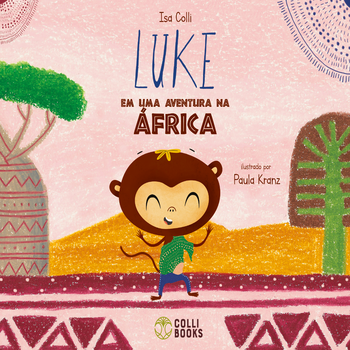 Isa Colli
LUKE
EM UMA AVENTURA NA
ÁFRICA
ilustrado por
Paula Kranz
COLLI
BOOKS